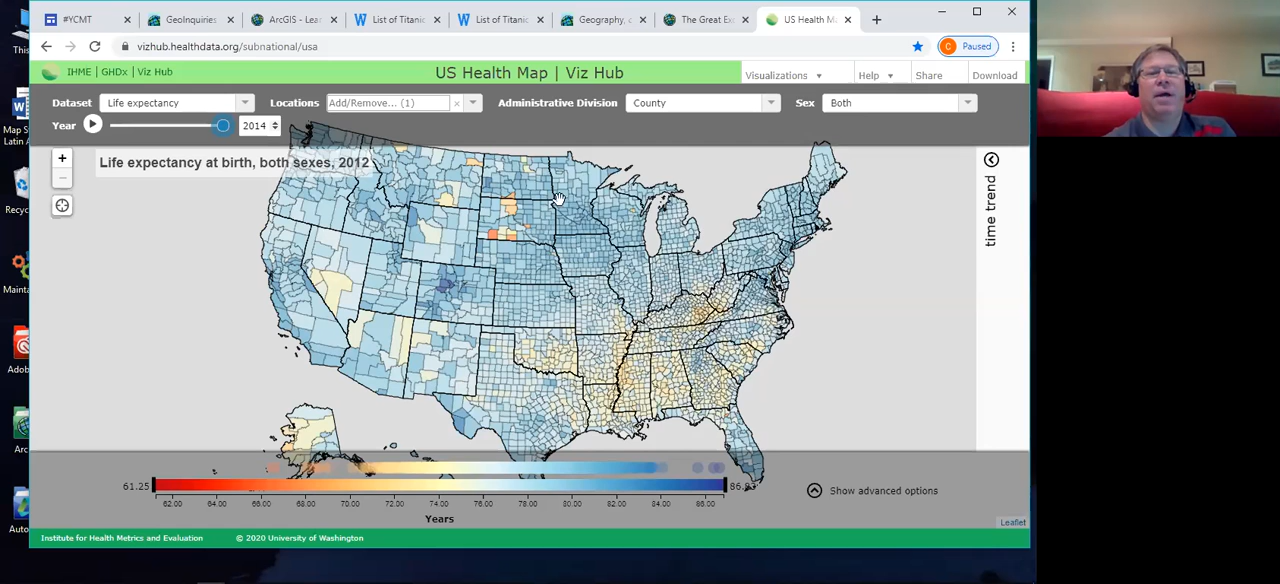 #YCMT
GeoInquiries
ArcGIS - Lea
List of Titanic
List of Titanic
Geography, c
The Great Ex
US Health M
vizhub.healthdata.org/subnational/usa
C Paused
IHME | GHDx | Viz Hub
US Health Map | Viz Hub
Visualizations
Help
Share
Download
Dataset Life expectancy
Locations Add/Remove... (1)
Administrative Division County
Sex Both
Year 2014
Life expectancy at birth, both sexes, 2012
+
−
time trend
61.25
62.00 64.00 66.00 68.00 70.00 72.00 74.00 76.00 78.00 80.00 82.00 84.00 86.00
Years
Show advanced options
Leaflet
Institute for Health Metrics and Evaluation
© 2020 University of Washington
This
Map S
Latin A
Recyc
Mainta
Adob
Arc
Auto